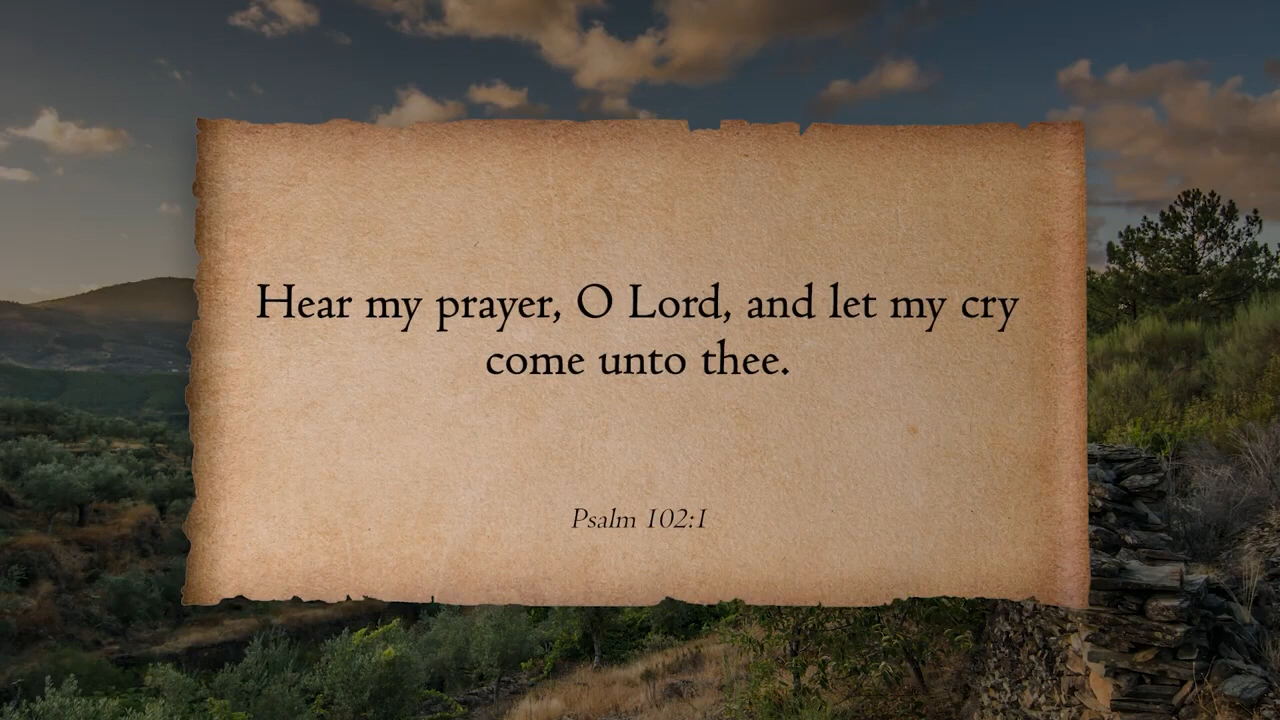 Hear my prayer, O Lord, and let my cry
come unto thee.
Psalm 102:1